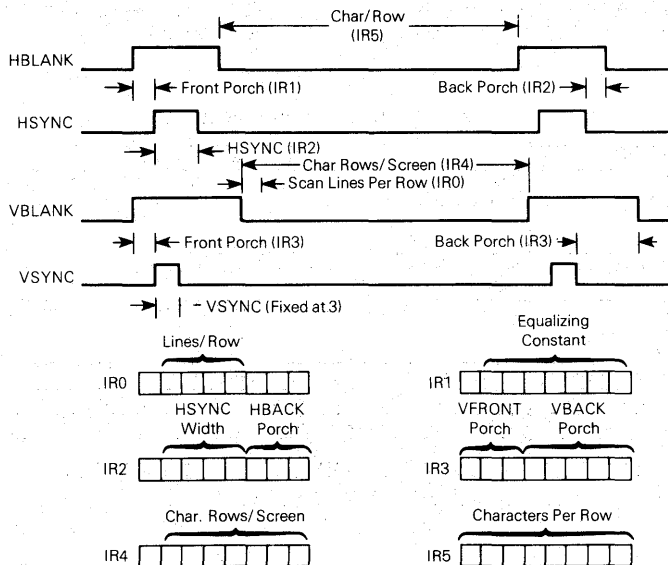 Char/Row
(IR5)
HBLANK
Front Porch (IR1)
Back Porch (IR2)
HSYNC
HSYNC (IR2)
Char Rows/Screen (IR4)
Scan Lines Per Row (IR0)
VBLANK
Front Porch (IR3)
Back Porch (IR3)
VSYNC
VSYNC (Fixed at 3)
Lines/Row
Equalizing
Constant
IR0
IR1
HSYNC
Width
HBACK
Porch
VFRONT
Porch
VBACK
Porch
IR2
IR3
Char. Rows/Screen
Characters Per Row
IR4
IR5